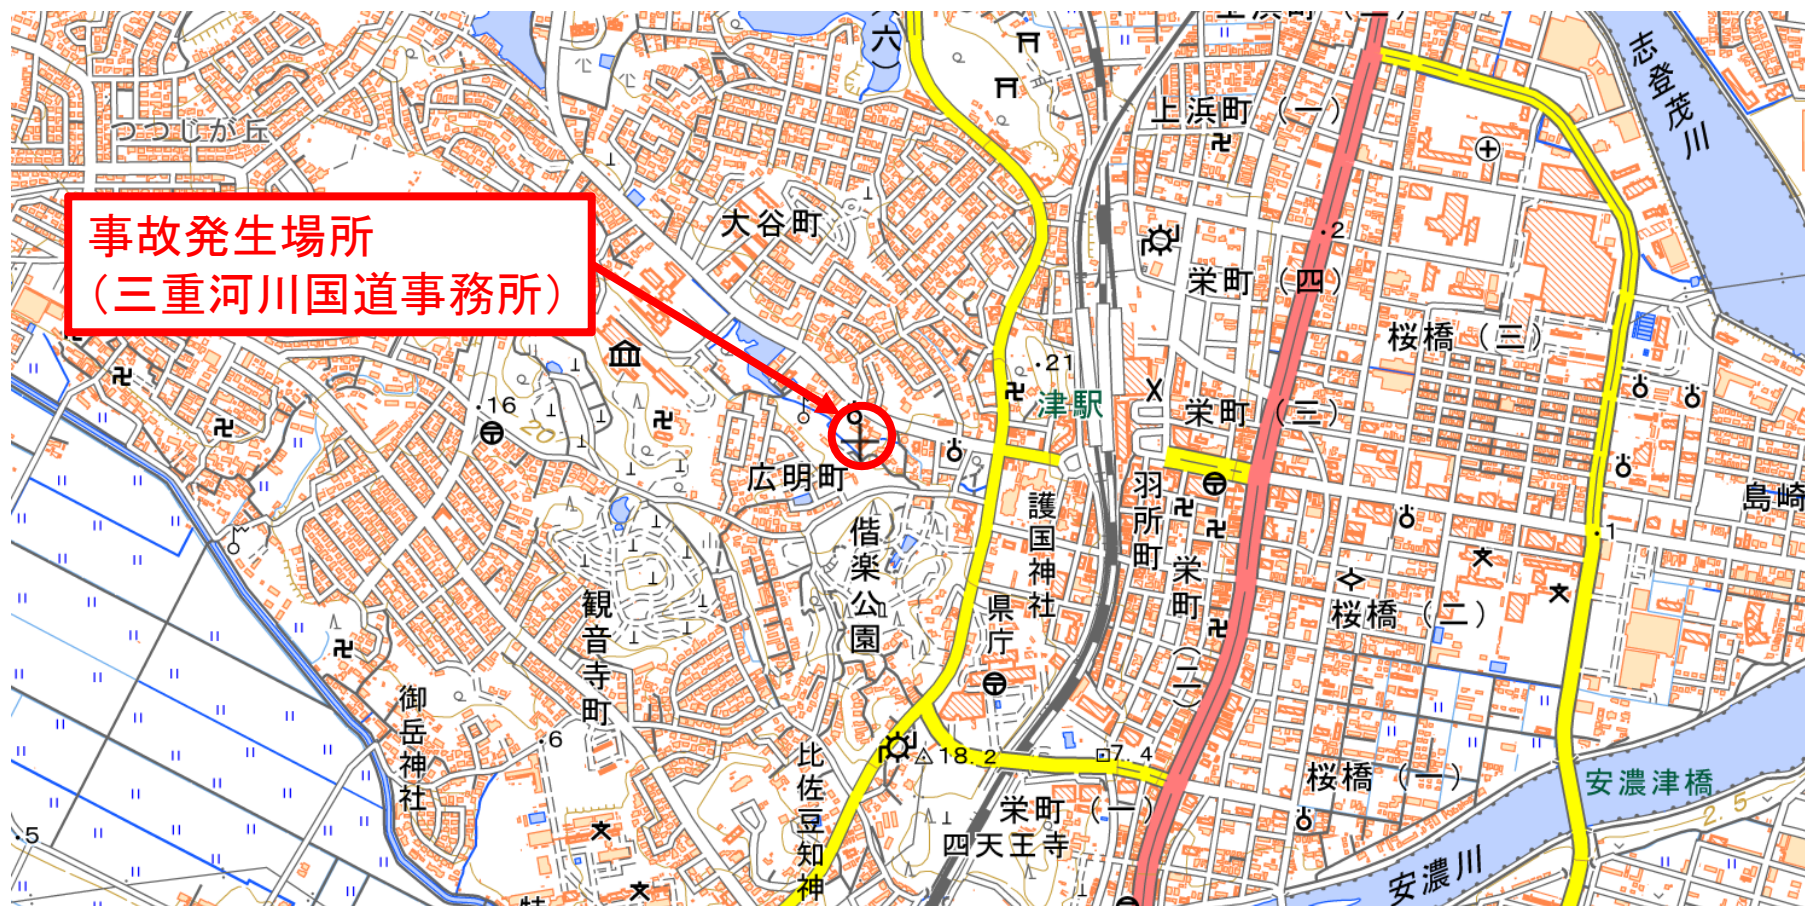 事故発生場所
（三重河川国道事務所）
六）
上浜町（一）
志登茂川
つつじが丘
大谷町
・2
栄町（四）
桜橋（三）
・21
津駅
栄町（三）
・16
20
広明町
羽所町
護国神社
島崎
偕楽公園
・1
栄町（二）
県庁
桜橋（二）
観音寺町
御岳神社
・6
比佐豆知神
18.2
7.4
桜橋（一）
安濃津橋
25
栄町（一）
四天王寺
・5
安濃川